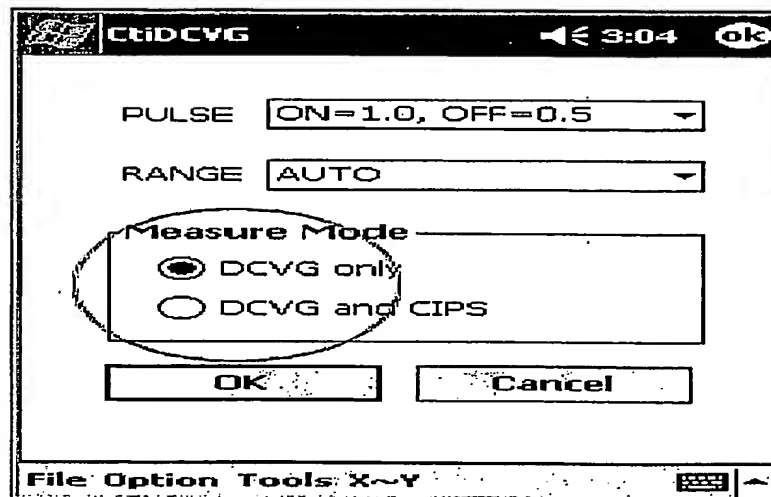 CtiDCVG 3:04 ok
PULSE ON=1.0, OFF=0.5
RANGE AUTO
Measure Mode
DCVG only
DCVG and CIPS
OK Cancel
File Option Tools X~Y